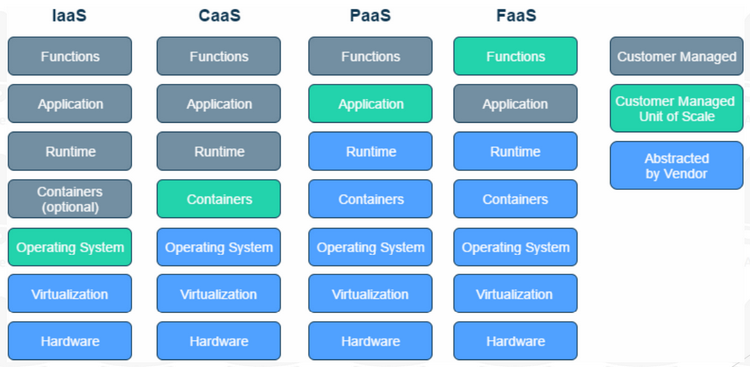 IaaS
CaaS
PaaS
FaaS
Functions
Functions
Functions
Functions
Customer Managed
Application
Application
Application
Application
Customer Managed
Unit of Scale
Runtime
Runtime
Runtime
Runtime
Abstracted
by Vendor
Containers
(optional)
Containers
Containers
Containers
Operating System
Operating System
Operating System
Operating System
Virtualization
Virtualization
Virtualization
Virtualization
Hardware
Hardware
Hardware
Hardware